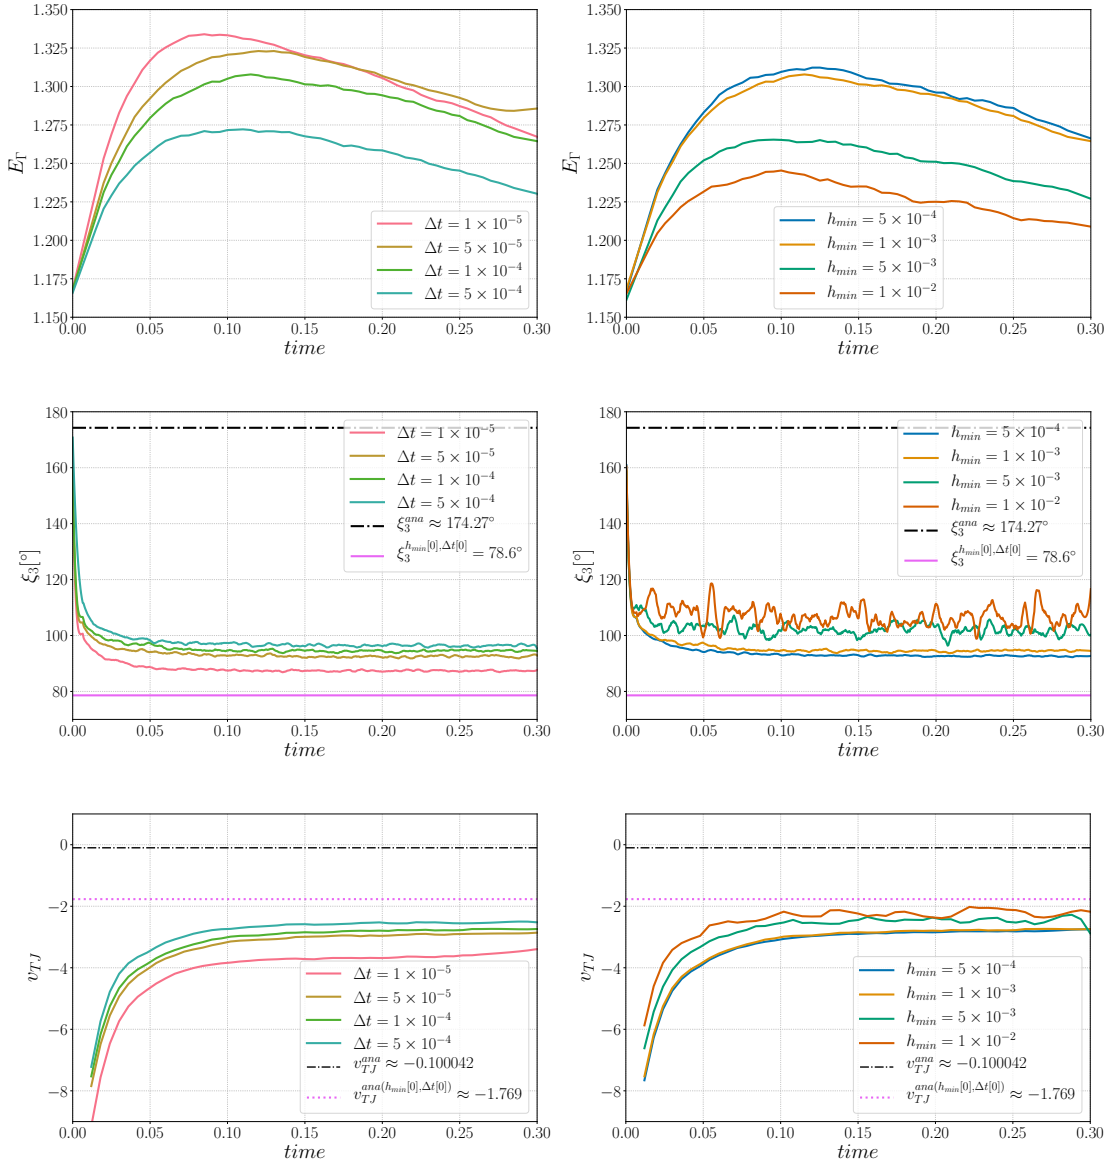 1.350
1.325
1.300
1.275
1.250
1.225
1.200
1.175
1.150
E_Γ
Δt = 1 × 10⁻⁵
Δt = 5 × 10⁻⁵
Δt = 1 × 10⁻⁴
Δt = 5 × 10⁻⁴
0.00 0.05 0.10 0.15 0.20 0.25 0.30
time
1.350
1.325
1.300
1.275
1.250
1.225
1.200
1.175
1.150
E_Γ
h_min = 5 × 10⁻⁴
h_min = 1 × 10⁻³
h_min = 5 × 10⁻³
h_min = 1 × 10⁻²
0.00 0.05 0.10 0.15 0.20 0.25 0.30
time
180
160
140
120
100
80
ξ₃[°]
Δt = 1 × 10⁻⁵
Δt = 5 × 10⁻⁵
Δt = 1 × 10⁻⁴
Δt = 5 × 10⁻⁴
ξ₃^ana ≈ 174.27°
ξ₃^{h_min[0],Δt[0]} = 78.6°
0.00 0.05 0.10 0.15 0.20 0.25 0.30
time
180
160
140
120
100
80
ξ₃[°]
h_min = 5 × 10⁻⁴
h_min = 1 × 10⁻³
h_min = 5 × 10⁻³
h_min = 1 × 10⁻²
ξ₃^ana ≈ 174.27°
ξ₃^{h_min[0],Δt[0]} = 78.6°
0.00 0.05 0.10 0.15 0.20 0.25 0.30
time
0
−2
−4
−6
−8
v_TJ
Δt = 1 × 10⁻⁵
Δt = 5 × 10⁻⁵
Δt = 1 × 10⁻⁴
Δt = 5 × 10⁻⁴
v_TJ^ana ≈ −0.100042
v_TJ^{ana(h_min[0],Δt[0])} ≈ −1.769
0.00 0.05 0.10 0.15 0.20 0.25 0.30
time
0
−2
−4
−6
−8
v_TJ
h_min = 5 × 10⁻⁴
h_min = 1 × 10⁻³
h_min = 5 × 10⁻³
h_min = 1 × 10⁻²
v_TJ^ana ≈ −0.100042
v_TJ^{ana(h_min[0],Δt[0])} ≈ −1.769
0.00 0.05 0.10 0.15 0.20 0.25 0.30
time